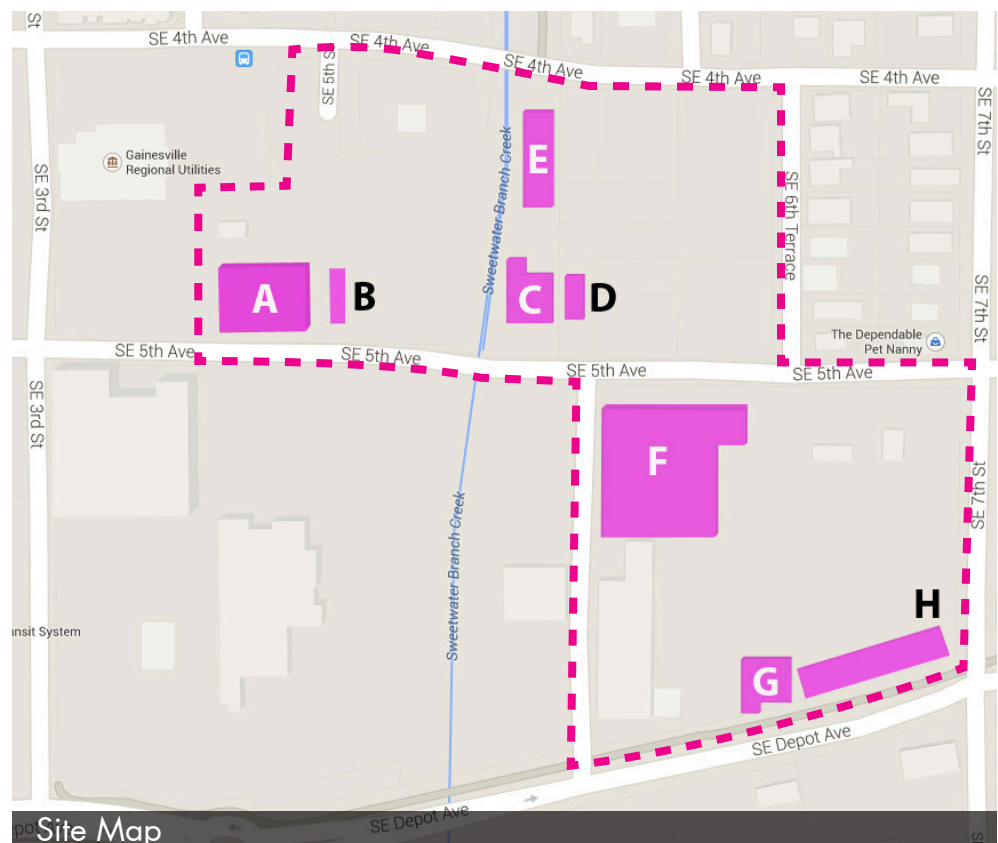 St
SE 4th Ave
SE 4th Ave
SE 4th Ave
SE 4th Ave
SE 4th Ave
SE 5th S
SE 7th St
E
Gainesville
Regional Utilities
Sweetwater Branch Creek
SE 3rd St
SE 6th Terrace
A
B
C
D
SE 7th St
The Dependable
Pet Nanny
SE 5th Ave
SE 5th Ave
SE 5th Ave
SE 5th Ave
SE 3rd St
F
SE 7th St
Sweetwater Branch Creek
H
ansit System
G
SE Depot Ave
SE Depot Ave
Site Map